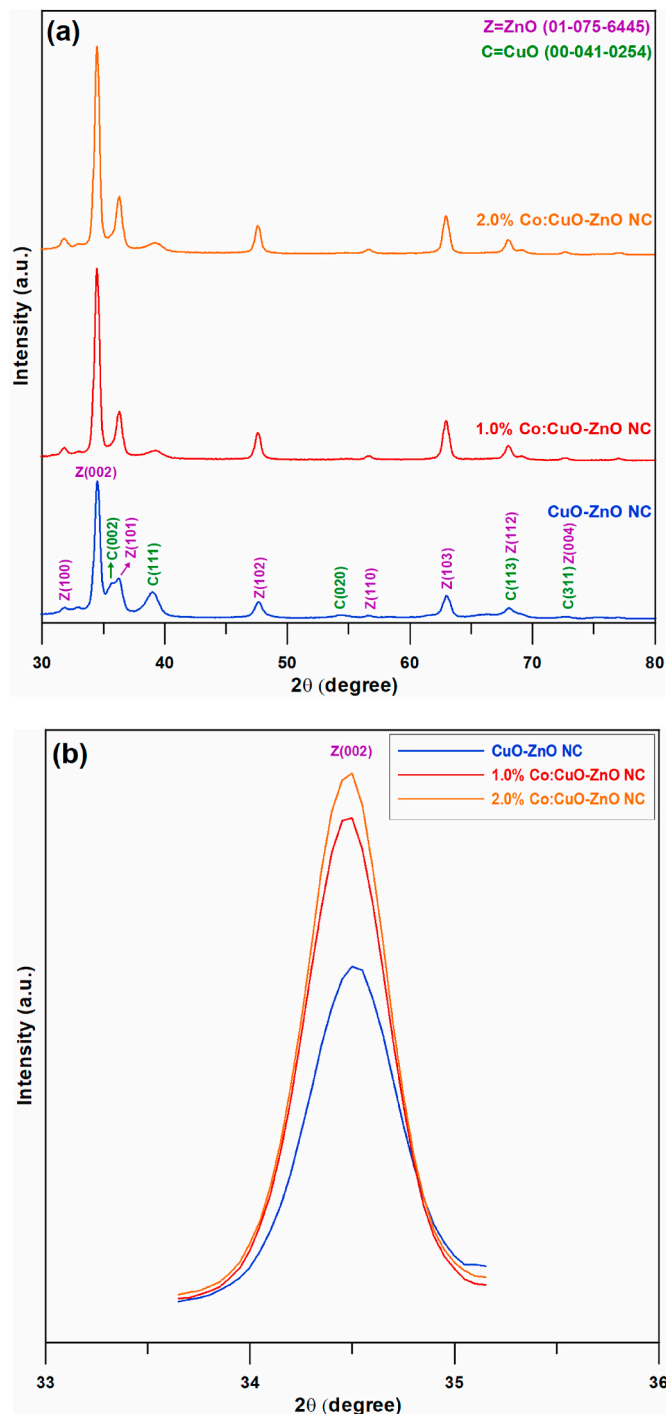 (a)
Z=ZnO (01-075-6445)
C=CuO (00-041-0254)
2.0% Co:CuO-ZnO NC
1.0% Co:CuO-ZnO NC
CuO-ZnO NC
Z(100)
Z(002)
C(002)
Z(101)
C(111)
Z(102)
C(020)
Z(110)
Z(103)
C(113) Z(112)
C(311) Z(004)
Intensity (a.u.)
30 40 50 60 70 80
2θ (degree)
(b)
Z(002)
CuO-ZnO NC
1.0% Co:CuO-ZnO NC
2.0% Co:CuO-ZnO NC
Intensity (a.u.)
33 34 35 36
2θ (degree)